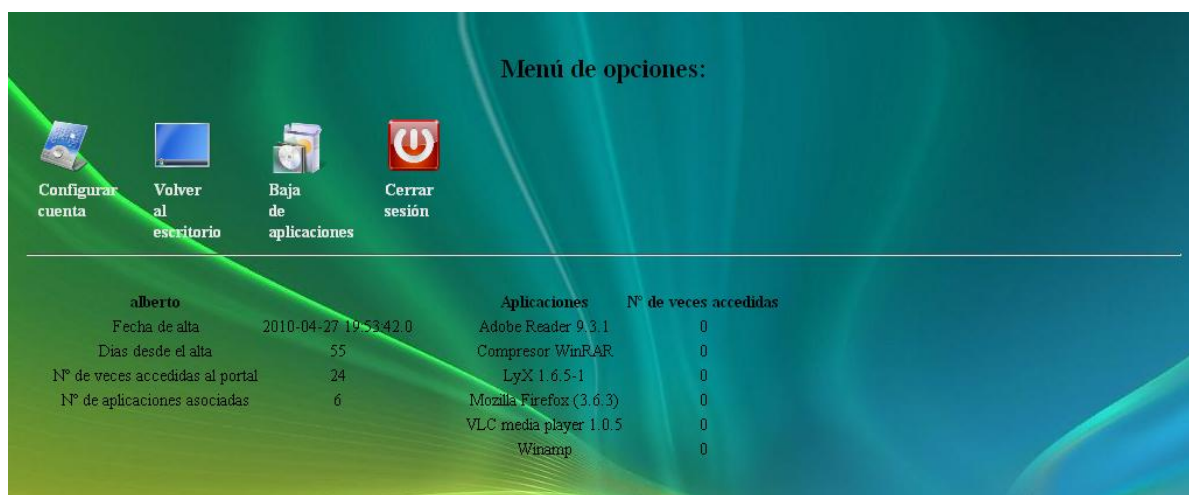 Menú de opciones:
Configurar
cuenta
Volver
al
escritorio
Baja
de
aplicaciones
Cerrar
sesión
alberto
Fecha de alta 2010-04-27 19:53:42.0
Dias desde el alta 55
Nº de veces accedidas al portal 24
Nº de aplicaciones asociadas 6
Aplicaciones Nº de veces accedidas
Adobe Reader 9.3.1 0
Compresor WinRAR 0
LyX 1.6.5-1 0
Mozilla Firefox (3.6.3) 0
VLC media player 1.0.5 0
Winamp 0